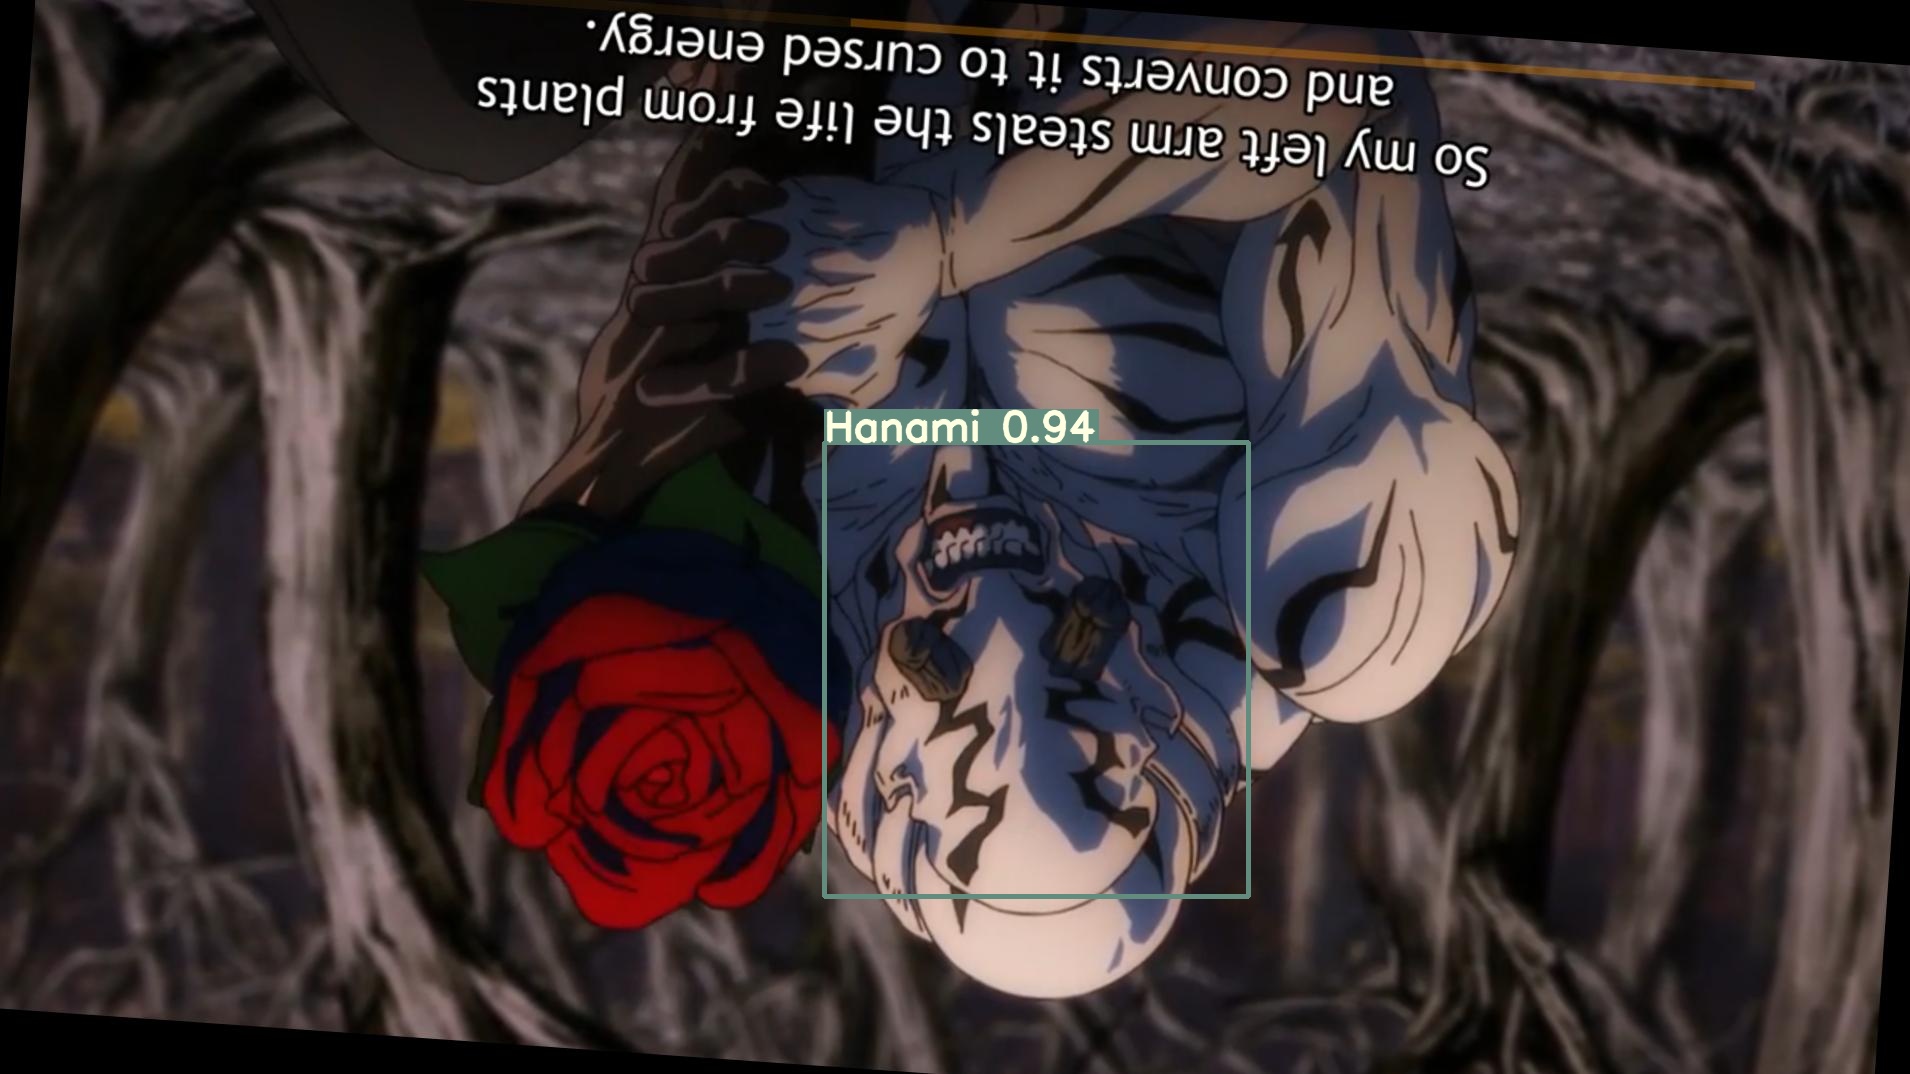 So my left arm steals the life from plants
and converts it to cursed energy.
Hanami 0.94